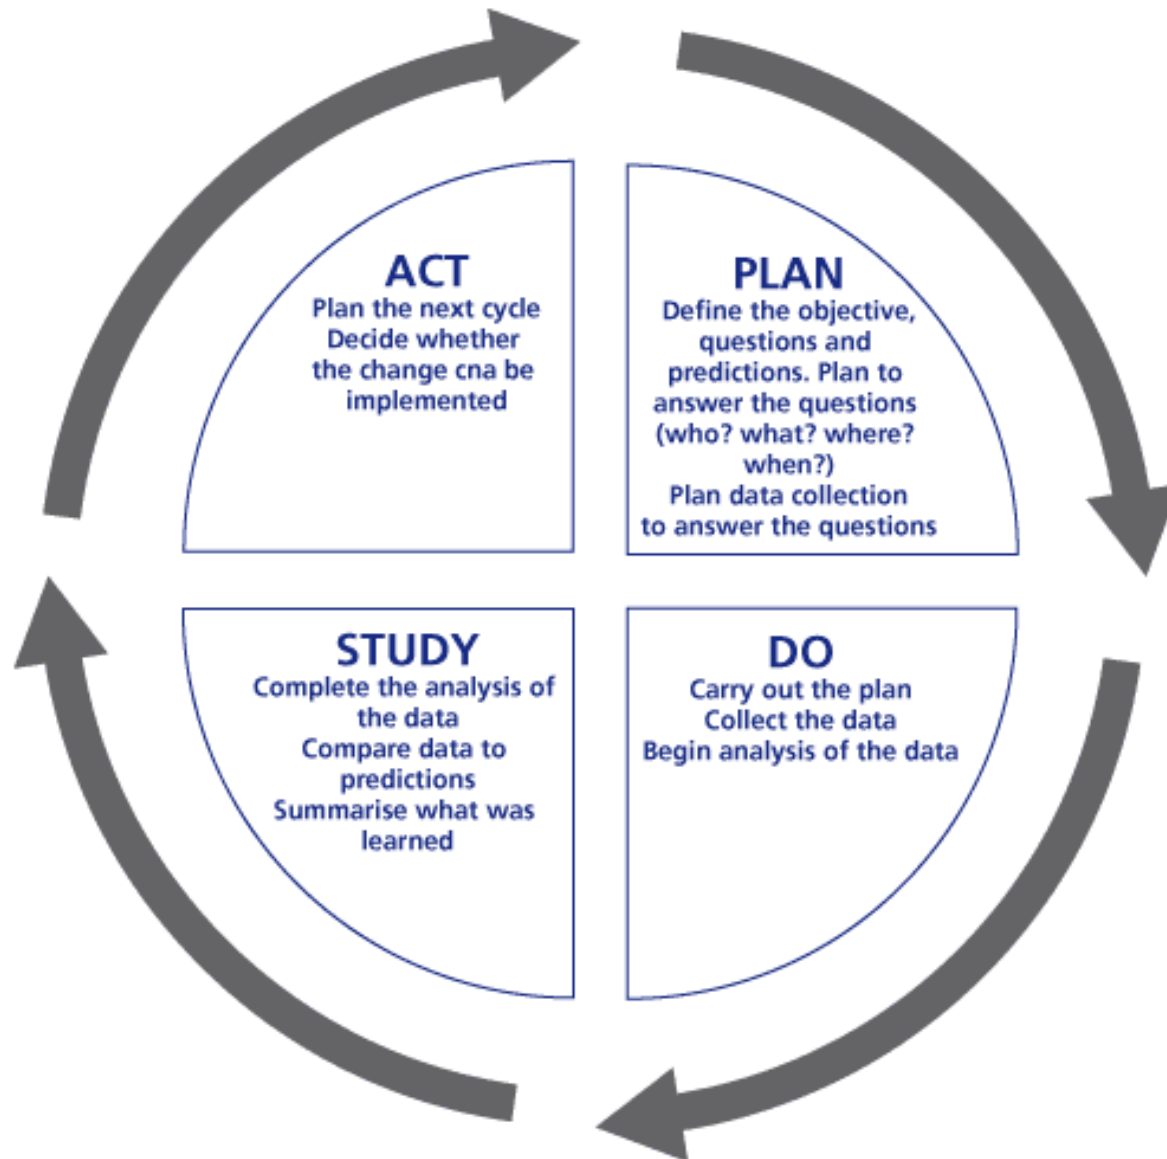 ACT
Plan the next cycle
Decide whether
the change cna be
implemented
PLAN
Define the objective,
questions and
predictions. Plan to
answer the questions
(who? what? where?
when?)
Plan data collection
to answer the questions
STUDY
Complete the analysis of
the data
Compare data to
predictions
Summarise what was
learned
DO
Carry out the plan
Collect the data
Begin analysis of the data